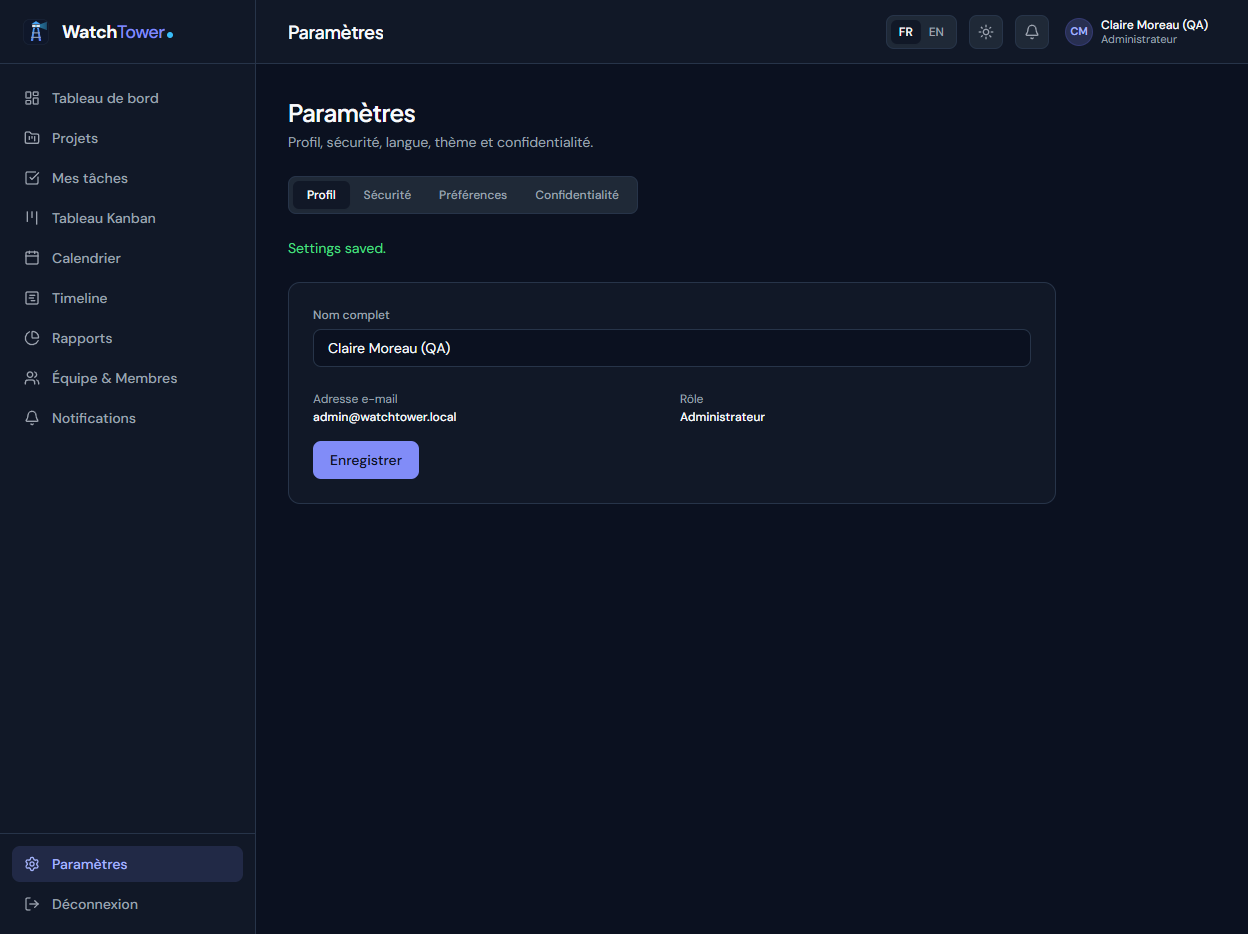 WatchTower
Paramètres
FR EN
CM
Claire Moreau (QA)
Administrateur
Tableau de bord
Projets
Mes tâches
Tableau Kanban
Calendrier
Timeline
Rapports
Équipe & Membres
Notifications
Paramètres
Déconnexion
Paramètres
Profil, sécurité, langue, thème et confidentialité.
Profil Sécurité Préférences Confidentialité
Settings saved.
Nom complet
Claire Moreau (QA)
Adresse e-mail
admin@watchtower.local
Rôle
Administrateur
Enregistrer